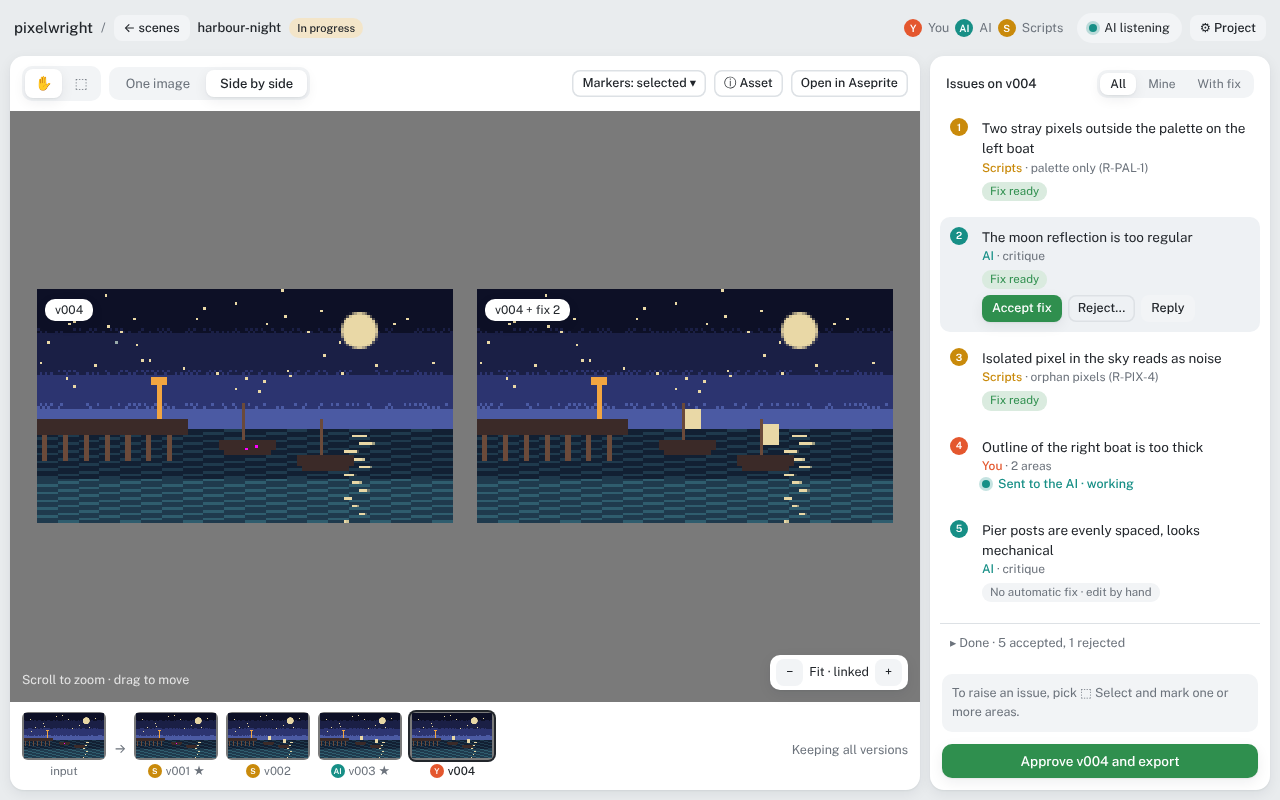 pixelwright / ← scenes harbour-night In progress
Y You AI AI S Scripts AI listening ⚙ Project
One image Side by side
Markers: selected ▾ ⓘ Asset Open in Aseprite
v004
v004 + fix 2
Scroll to zoom · drag to move
− Fit · linked +
input → S v001 ★ S v002 AI v003 ★ Y v004
Keeping all versions
Issues on v004 All Mine With fix
1 Two stray pixels outside the palette on the
left boat
Scripts · palette only (R-PAL-1)
Fix ready
2 The moon reflection is too regular
AI · critique
Fix ready
Accept fix Reject... Reply
3 Isolated pixel in the sky reads as noise
Scripts · orphan pixels (R-PIX-4)
Fix ready
4 Outline of the right boat is too thick
You · 2 areas
Sent to the AI · working
5 Pier posts are evenly spaced, looks
mechanical
AI · critique
No automatic fix · edit by hand
▸ Done · 5 accepted, 1 rejected
To raise an issue, pick ⬚ Select and mark one or
more areas.
Approve v004 and export